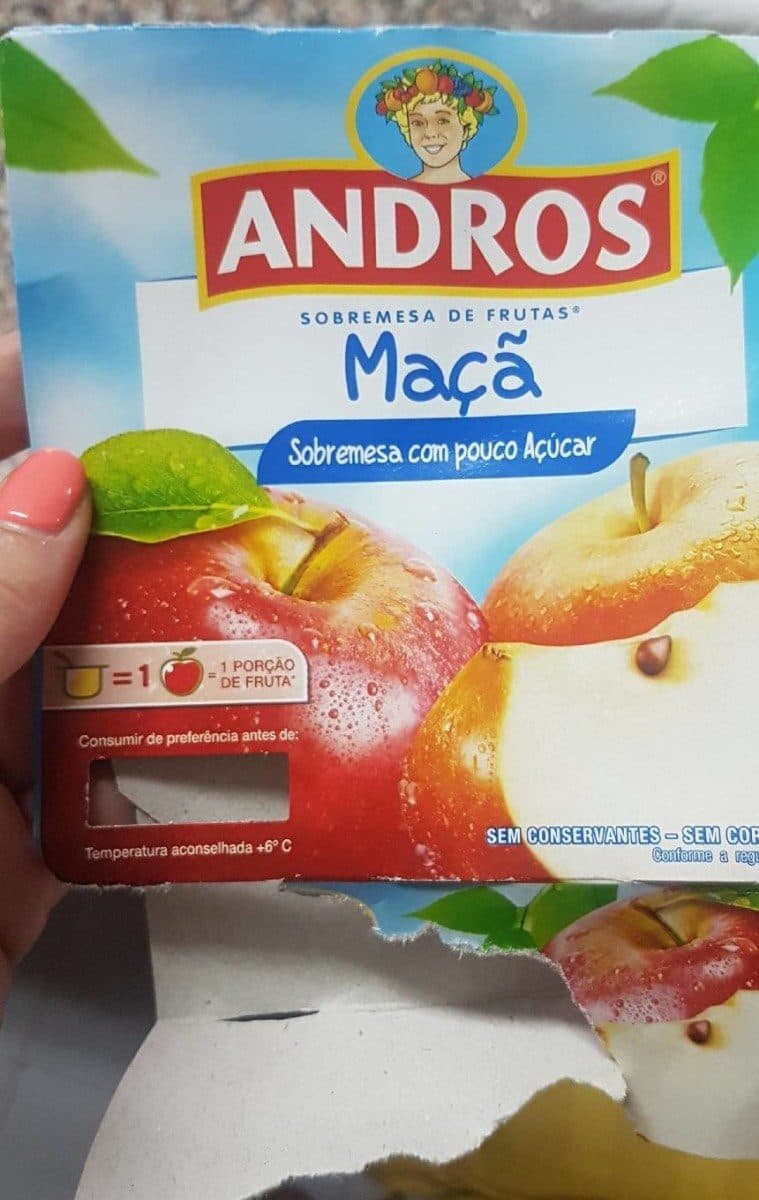 ANDROS®
SOBREMESA DE FRUTAS®
Maçã
Sobremesa com pouco Açúcar
=1 = 1 PORÇÃO
DE FRUTA*
Consumir de preferência antes de:
Temperatura aconselhada +6º C
SEM CONSERVANTES – SEM COR
Conforme a regu